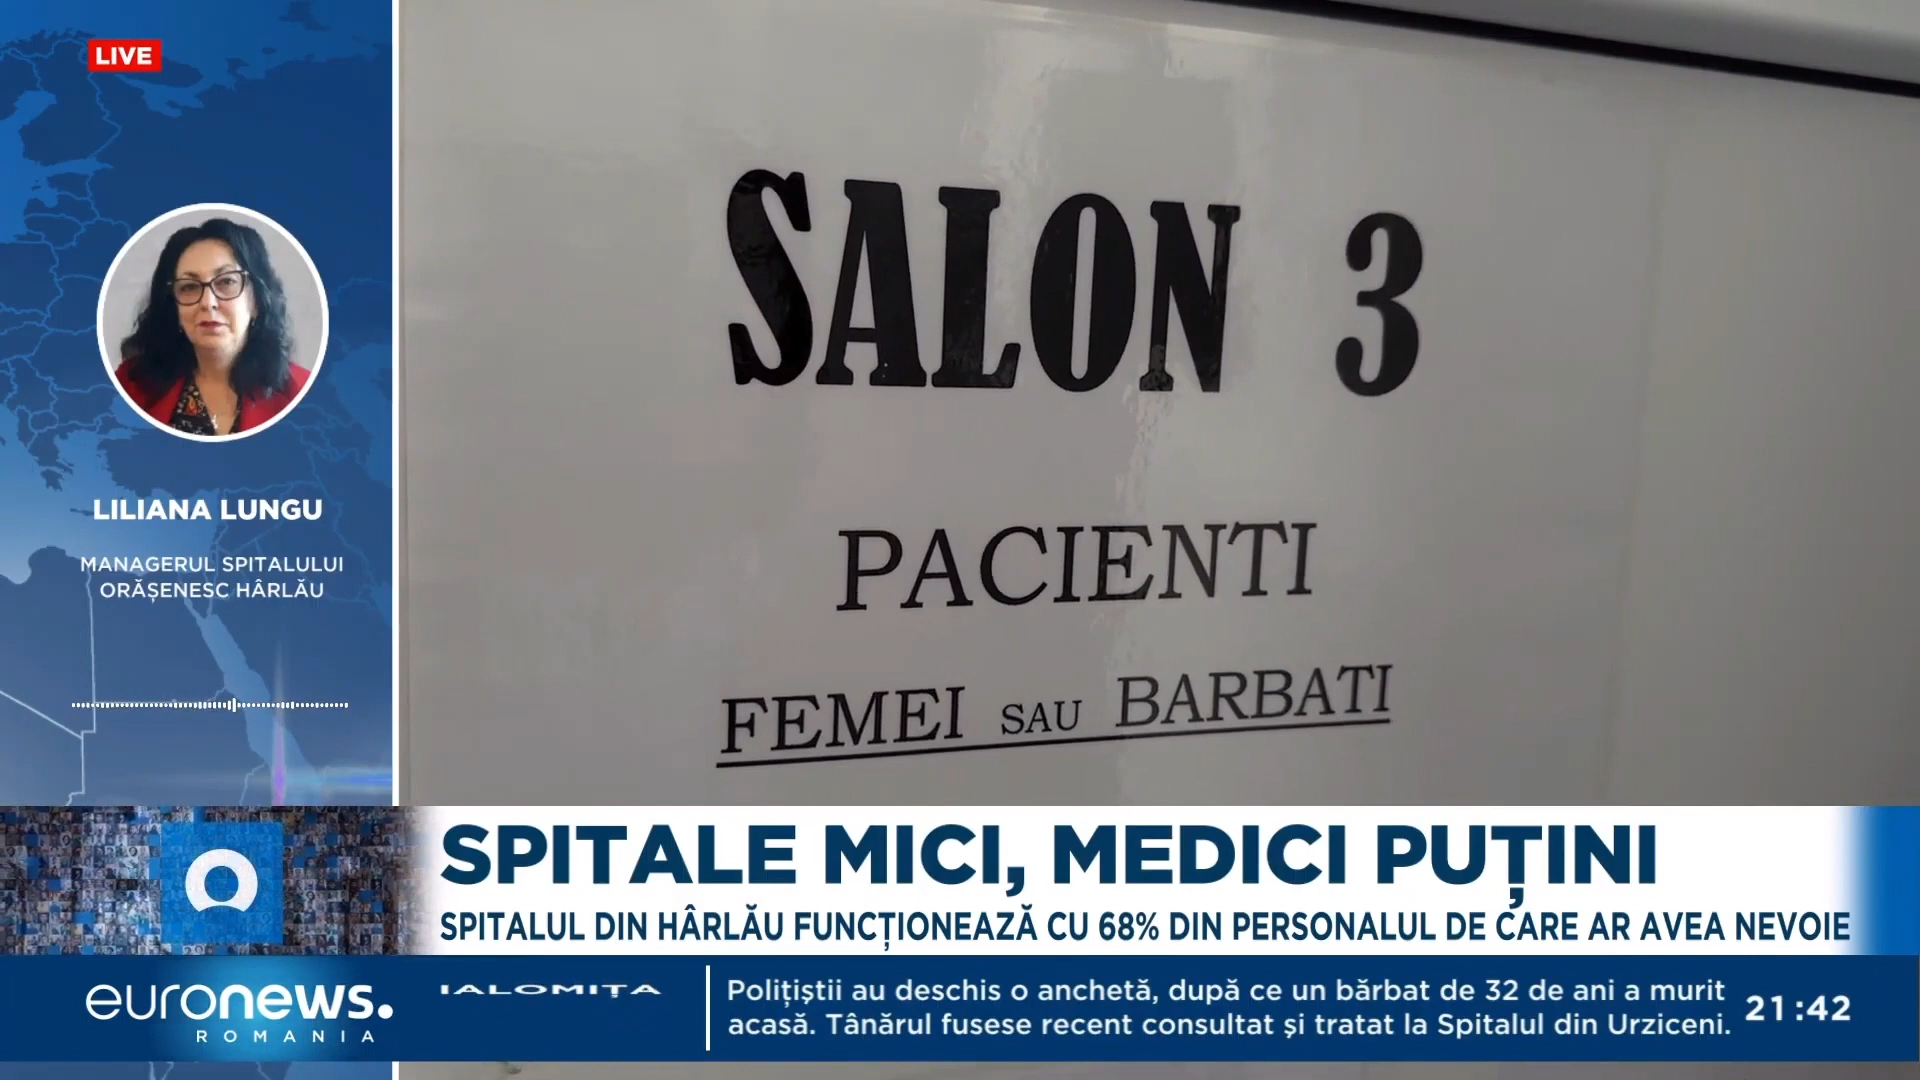 LIVE
LILIANA LUNGU
MANAGERUL SPITALULUI
ORĂȘENESC HÂRLĂU
SALON 3
PACIENTI
FEMEI SAU BARBATI
SPITALE MICI, MEDICI PUȚINI
SPITALUL DIN HÂRLĂU FUNCȚIONEAZĂ CU 68% DIN PERSONALUL DE CARE AR AVEA NEVOIE
euronews.
ROMANIA
IALOMIȚA
Polițiștii au deschis o anchetă, după ce un bărbat de 32 de ani a murit
acasă. Tânărul fusese recent consultat și tratat la Spitalul din Urziceni.
21:42